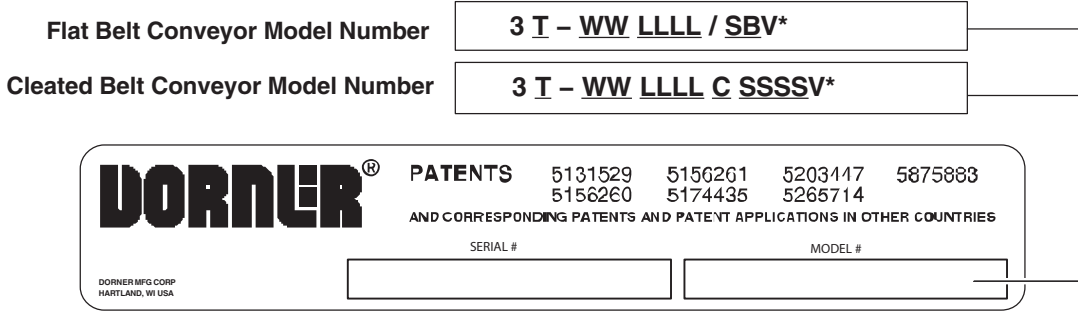 Flat Belt Conveyor Model Number 3 T – WW LLLL / SBV*
Cleated Belt Conveyor Model Number 3 T – WW LLLL C SSSSV*
DORNER® PATENTS 5131529 5156261 5203447 5875883
5156260 5174435 5265714
AND CORRESPONDING PATENTS AND PATENT APPLICATIONS IN OTHER COUNTRIES
SERIAL # MODEL #
DORNER MFG CORP
HARTLAND, WI USA